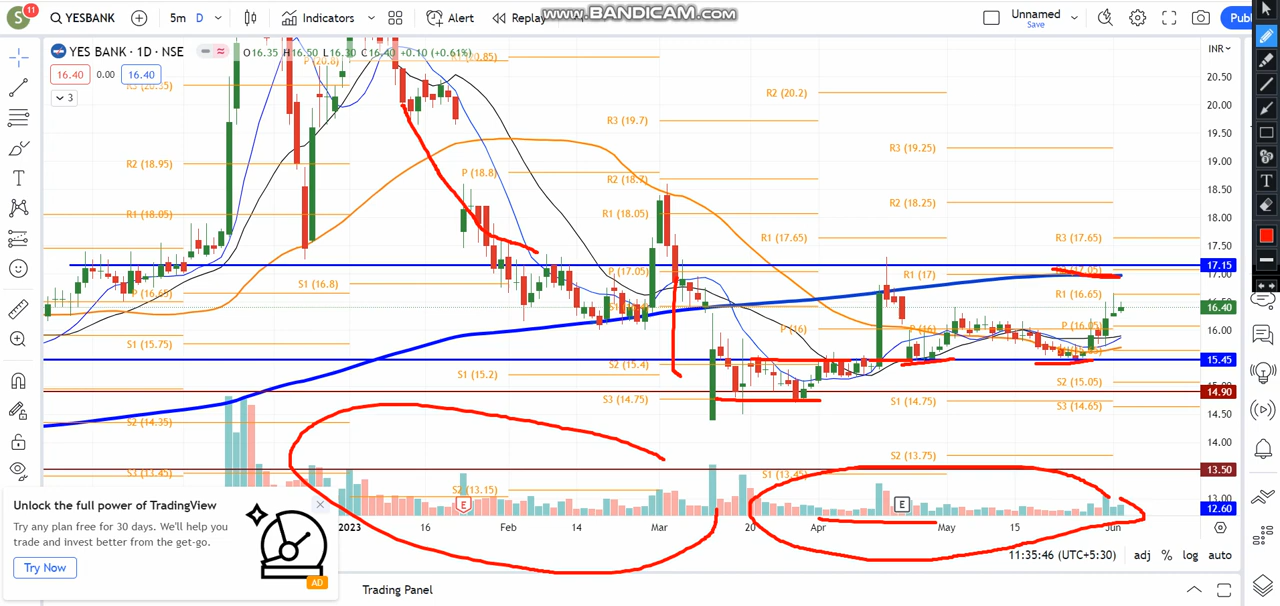 S 11 YESBANK 5m D Indicators Alert Replay www.BANDICAM.com Unnamed Save Publ
YES BANK · 1D · NSE O16.35 H16.50 L16.30 C16.40 +0.10 (+0.61%) INR
16.40 0.00 16.40
3
P (20.8)
20.50
R2 (20.2)
20.00
R3 (19.7)
19.50
R3 (19.25)
19.00
R2 (18.95)
P (18.8)
18.50
R2 (18.25)
R1 (18.05)
R1 (18.05)
18.00
R1 (17.65)
R3 (17.65)
17.50
17.15
P (17.05)
R1 (17)
17.00
S1 (16.8)
P (16.65)
R1 (16.65)
16.40
P (16)
P (16)
P (16.05)
16.00
S1 (15.75)
15.45
S2 (15.4)
S1 (15.2)
S2 (15.05)
14.90
S3 (14.75)
S1 (14.75)
S3 (14.65)
14.50
S2 (14.35)
14.00
S2 (13.75)
13.50
S3 (13.45)
S1 (13.45)
S2 (13.15)
13.00
12.60
E E
2023 16 Feb 14 Mar 20 Apr May 15 Jun
11:35:46 (UTC+5:30) adj % log auto
Unlock the full power of TradingView
Try any plan free for 30 days. We'll help you
trade and invest better from the get-go.
Try Now
AD
Trading Panel